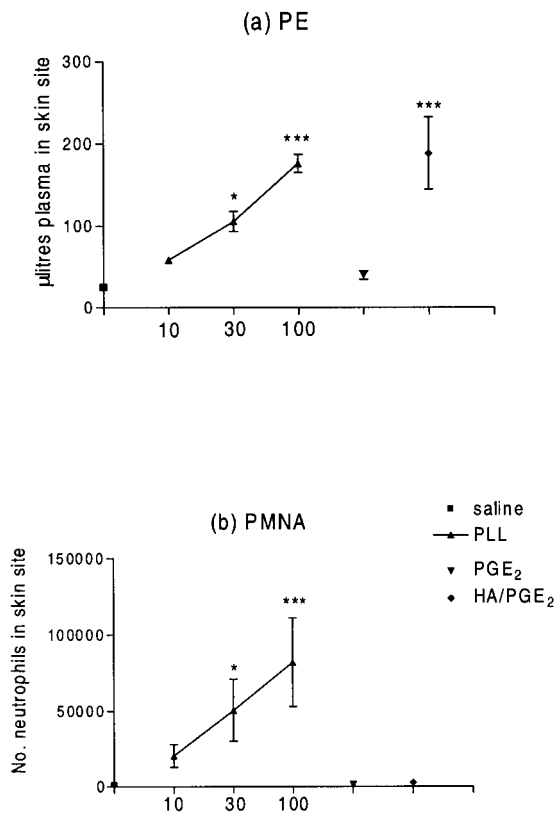 (a) PE
μlitres plasma in skin site
300
200
100
0
*
***
***
10 30 100
(b) PMNA
No. neutrophils in skin site
150000
100000
50000
0
*
***
10 30 100
saline
PLL
PGE₂
HA/PGE₂